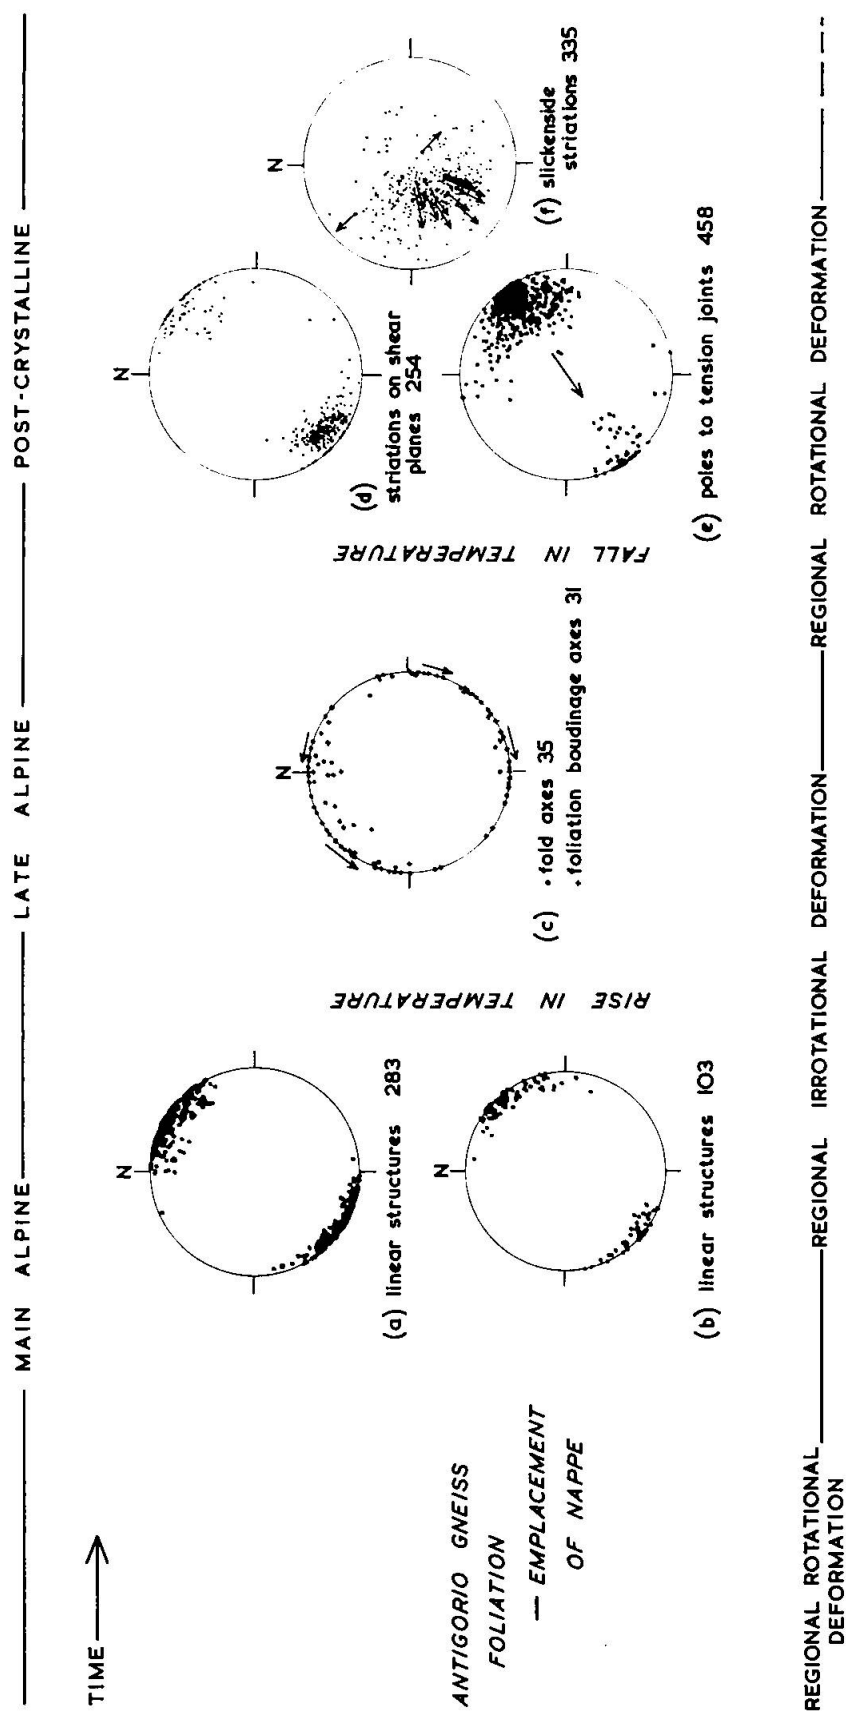 MAIN ALPINE LATE ALPINE POST-CRYSTALLINE
TIME
ANTIGORIO GNEISS
FOLIATION
— EMPLACEMENT
OF NAPPE
N
(a) linear structures 283
N
(b) linear structures 103
RISE IN TEMPERATURE
N
(c) • fold axes 35
+ foliation boudinage axes 31
FALL IN TEMPERATURE
N
(d)
striations on shear
planes 254
(e) poles to tension joints 458
N
(f) slickenside
striations 335
REGIONAL ROTATIONAL
DEFORMATION
REGIONAL IRROTATIONAL DEFORMATION
REGIONAL ROTATIONAL DEFORMATION